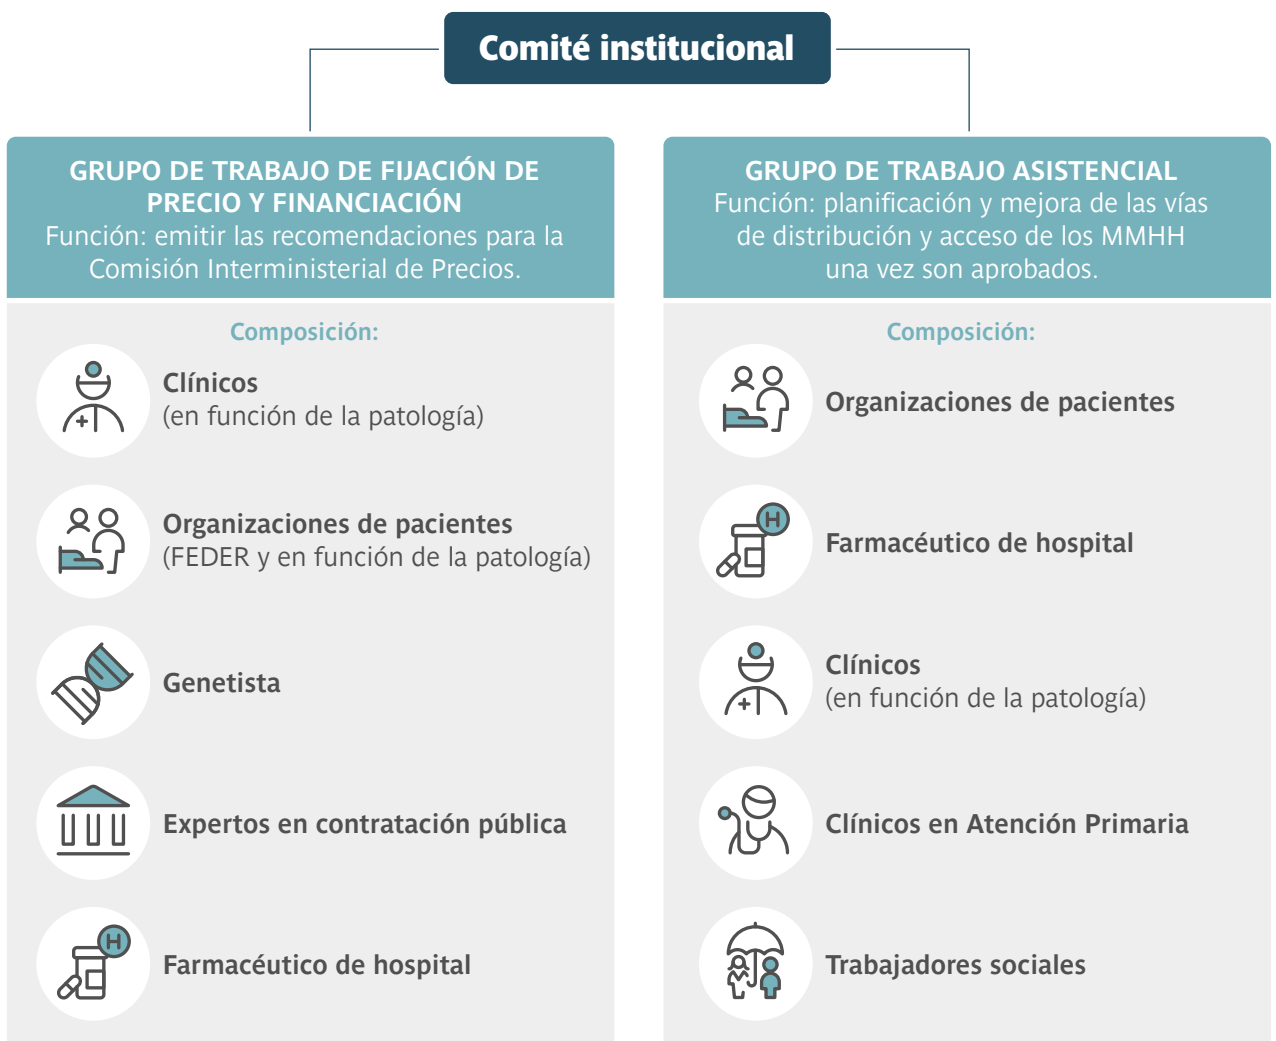 Comité institucional
GRUPO DE TRABAJO DE FIJACIÓN DE
PRECIO Y FINANCIACIÓN
Función: emitir las recomendaciones para la
Comisión Interministerial de Precios.
Composición:
Clínicos
(en función de la patología)
Organizaciones de pacientes
(FEDER y en función de la patología)
Genetista
Expertos en contratación pública
H
Farmacéutico de hospital
GRUPO DE TRABAJO ASISTENCIAL
Función: planificación y mejora de las vías
de distribución y acceso de los MMHH
una vez son aprobados.
Composición:
Organizaciones de pacientes
H
Farmacéutico de hospital
Clínicos
(en función de la patología)
Clínicos en Atención Primaria
Trabajadores sociales